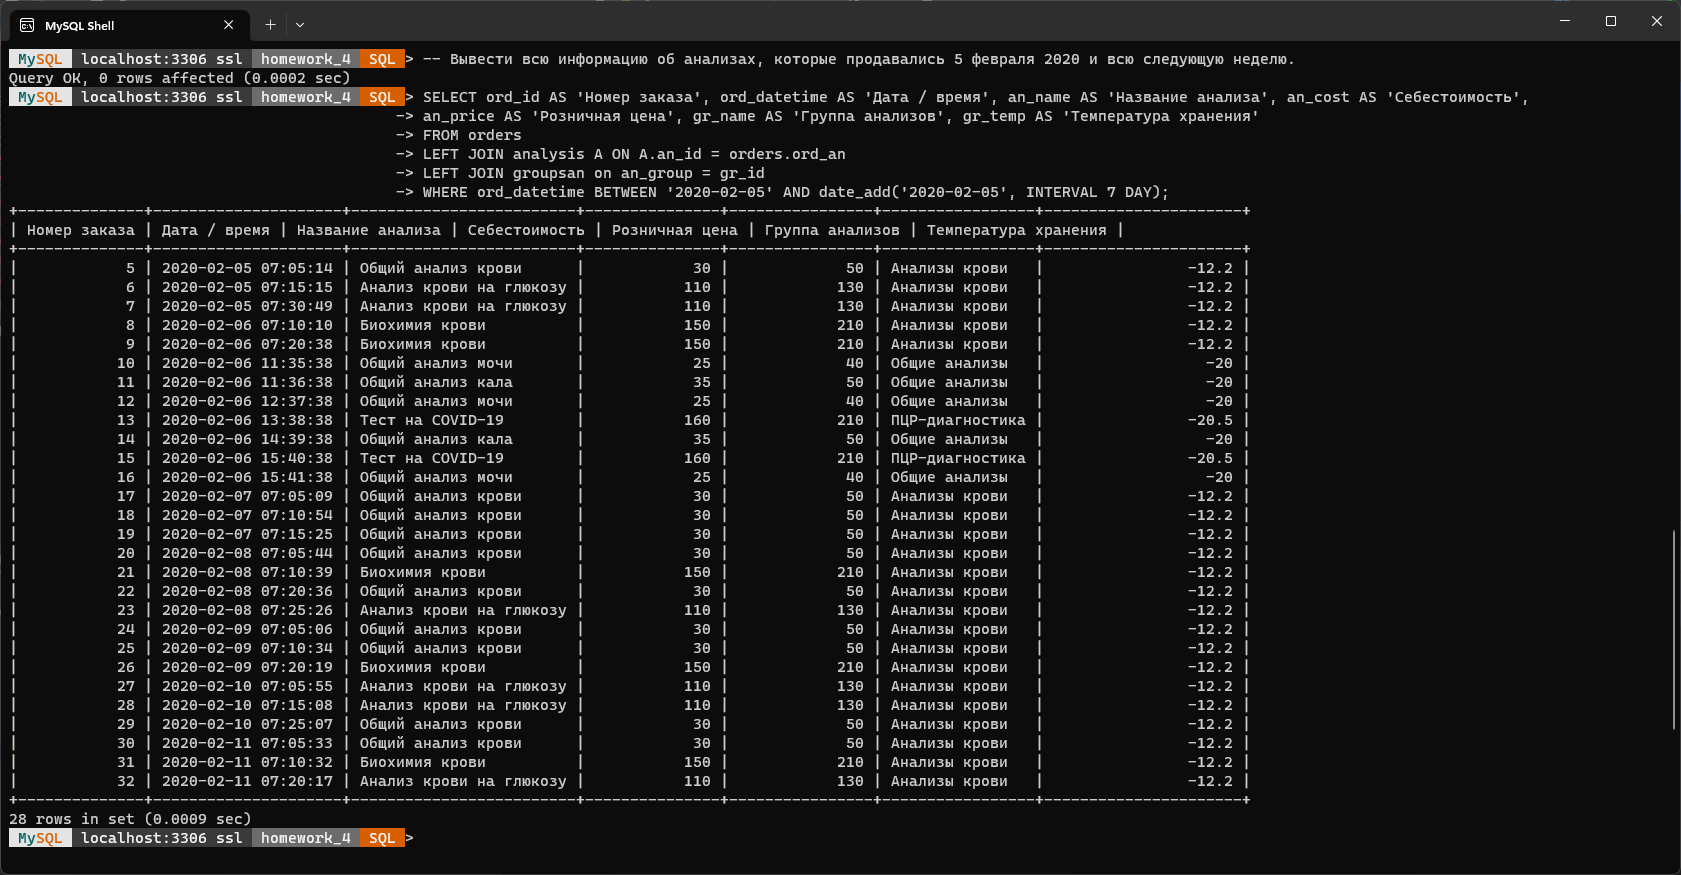 MySQL Shell
MySQL localhost:3306 ssl homework_4 SQL > -- Вывести всю информацию об анализах, которые продавались 5 февраля 2020 и всю следующую неделю.
Query OK, 0 rows affected (0.0002 sec)
MySQL localhost:3306 ssl homework_4 SQL > SELECT ord_id AS 'Номер заказа', ord_datetime AS 'Дата / время', an_name AS 'Название анализа', an_cost AS 'Себестоимость',
-> an_price AS 'Розничная цена', gr_name AS 'Группа анализов', gr_temp AS 'Температура хранения'
-> FROM orders
-> LEFT JOIN analysis A ON A.an_id = orders.ord_an
-> LEFT JOIN groupsan on an_group = gr_id
-> WHERE ord_datetime BETWEEN '2020-02-05' AND date_add('2020-02-05', INTERVAL 7 DAY);
+--------------+---------------------+-------------------------+---------------+----------------+-----------------+----------------------+
| Номер заказа | Дата / время | Название анализа | Себестоимость | Розничная цена | Группа анализов | Температура хранения |
+--------------+---------------------+-------------------------+---------------+----------------+-----------------+----------------------+
| 5 | 2020-02-05 07:05:14 | Общий анализ крови | 30 | 50 | Анализы крови | -12.2 |
| 6 | 2020-02-05 07:15:15 | Анализ крови на глюкозу | 110 | 130 | Анализы крови | -12.2 |
| 7 | 2020-02-05 07:30:49 | Анализ крови на глюкозу | 110 | 130 | Анализы крови | -12.2 |
| 8 | 2020-02-06 07:10:10 | Биохимия крови | 150 | 210 | Анализы крови | -12.2 |
| 9 | 2020-02-06 07:20:38 | Биохимия крови | 150 | 210 | Анализы крови | -12.2 |
| 10 | 2020-02-06 11:35:38 | Общий анализ мочи | 25 | 40 | Общие анализы | -20 |
| 11 | 2020-02-06 11:36:38 | Общий анализ кала | 35 | 50 | Общие анализы | -20 |
| 12 | 2020-02-06 12:37:38 | Общий анализ мочи | 25 | 40 | Общие анализы | -20 |
| 13 | 2020-02-06 13:38:38 | Тест на COVID-19 | 160 | 210 | ПЦР-диагностика | -20.5 |
| 14 | 2020-02-06 14:39:38 | Общий анализ кала | 35 | 50 | Общие анализы | -20 |
| 15 | 2020-02-06 15:40:38 | Тест на COVID-19 | 160 | 210 | ПЦР-диагностика | -20.5 |
| 16 | 2020-02-06 15:41:38 | Общий анализ мочи | 25 | 40 | Общие анализы | -20 |
| 17 | 2020-02-07 07:05:09 | Общий анализ крови | 30 | 50 | Анализы крови | -12.2 |
| 18 | 2020-02-07 07:10:54 | Общий анализ крови | 30 | 50 | Анализы крови | -12.2 |
| 19 | 2020-02-07 07:15:25 | Общий анализ крови | 30 | 50 | Анализы крови | -12.2 |
| 20 | 2020-02-08 07:05:44 | Общий анализ крови | 30 | 50 | Анализы крови | -12.2 |
| 21 | 2020-02-08 07:10:39 | Биохимия крови | 150 | 210 | Анализы крови | -12.2 |
| 22 | 2020-02-08 07:20:36 | Общий анализ крови | 30 | 50 | Анализы крови | -12.2 |
| 23 | 2020-02-08 07:25:26 | Анализ крови на глюкозу | 110 | 130 | Анализы крови | -12.2 |
| 24 | 2020-02-09 07:05:06 | Общий анализ крови | 30 | 50 | Анализы крови | -12.2 |
| 25 | 2020-02-09 07:10:34 | Общий анализ крови | 30 | 50 | Анализы крови | -12.2 |
| 26 | 2020-02-09 07:20:19 | Биохимия крови | 150 | 210 | Анализы крови | -12.2 |
| 27 | 2020-02-10 07:05:55 | Анализ крови на глюкозу | 110 | 130 | Анализы крови | -12.2 |
| 28 | 2020-02-10 07:15:08 | Анализ крови на глюкозу | 110 | 130 | Анализы крови | -12.2 |
| 29 | 2020-02-10 07:25:07 | Общий анализ крови | 30 | 50 | Анализы крови | -12.2 |
| 30 | 2020-02-11 07:05:33 | Общий анализ крови | 30 | 50 | Анализы крови | -12.2 |
| 31 | 2020-02-11 07:10:32 | Биохимия крови | 150 | 210 | Анализы крови | -12.2 |
| 32 | 2020-02-11 07:20:17 | Анализ крови на глюкозу | 110 | 130 | Анализы крови | -12.2 |
+--------------+---------------------+-------------------------+---------------+----------------+-----------------+----------------------+
28 rows in set (0.0009 sec)
MySQL localhost:3306 ssl homework_4 SQL >